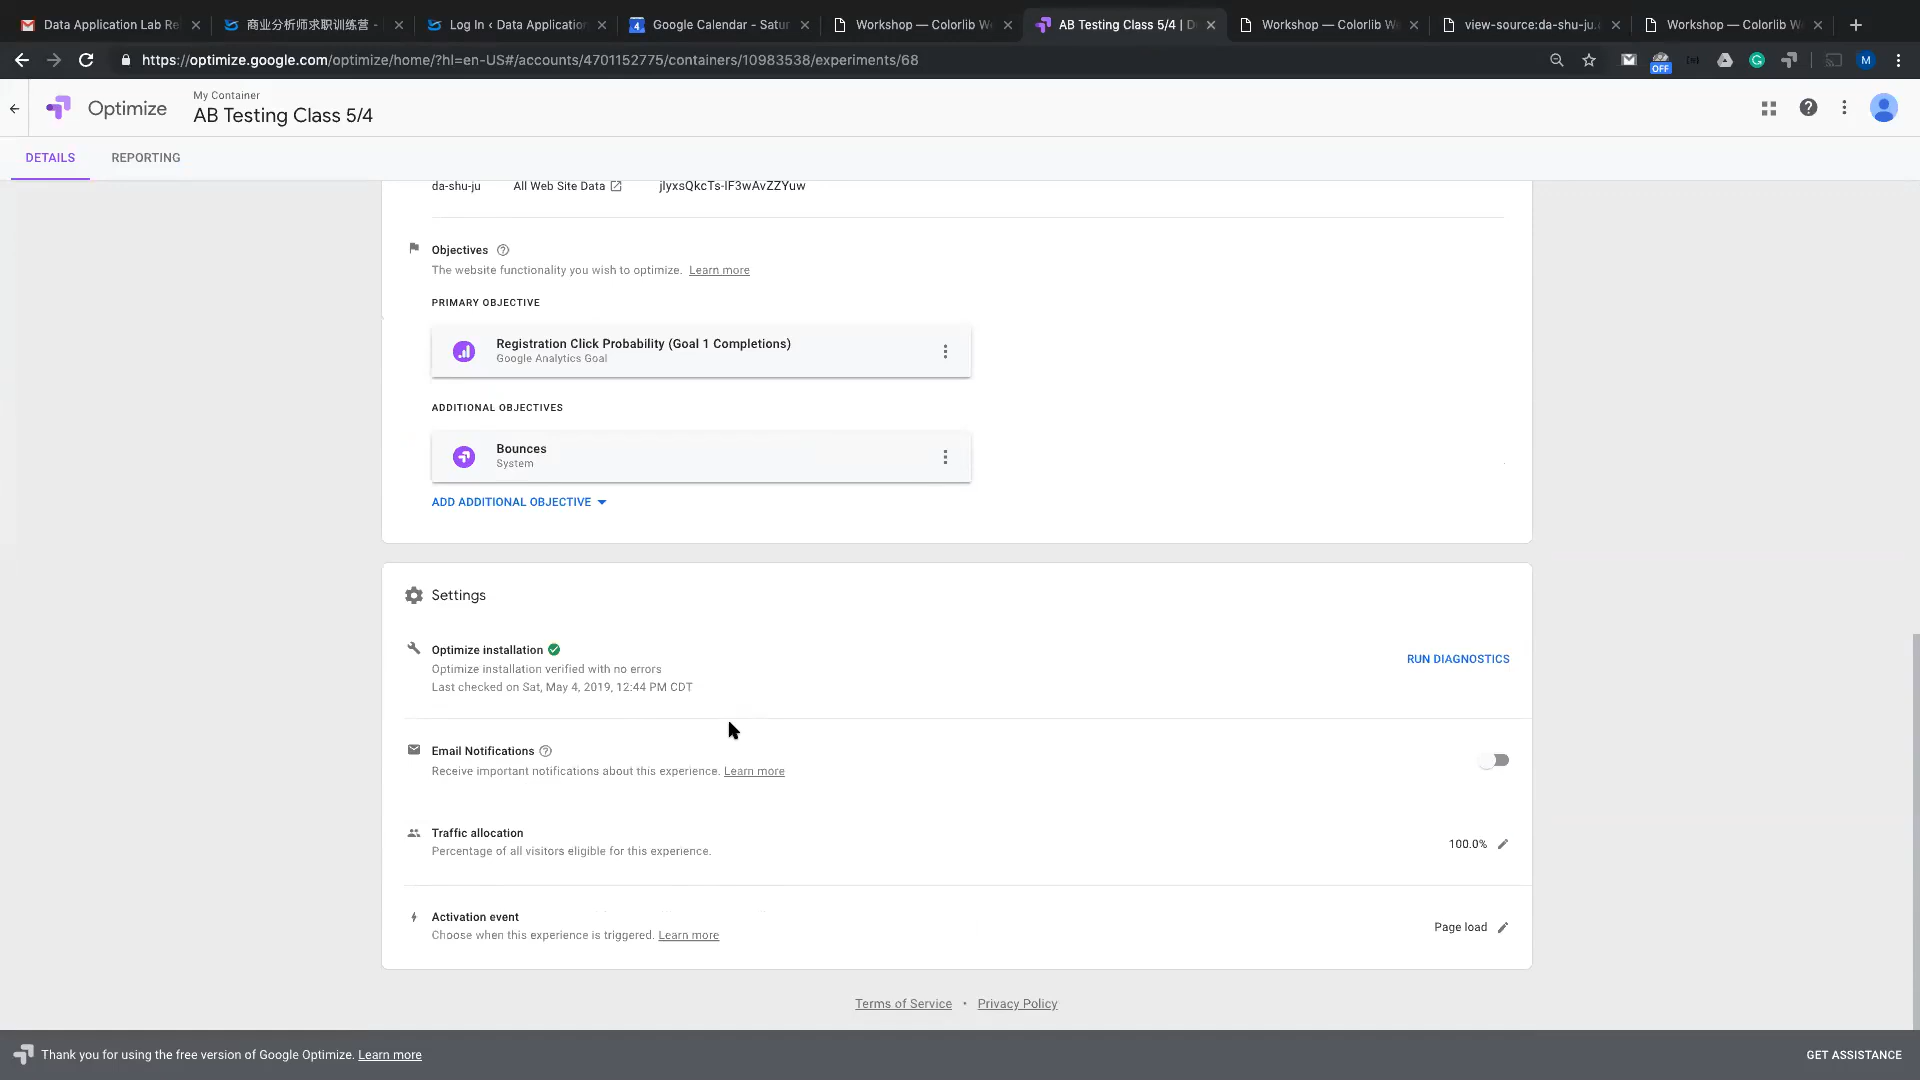 Data Application Lab Re
商业分析师求职训练营 -
Log In ‹ Data Application
Google Calendar - Satur
Workshop — Colorlib W
AB Testing Class 5/4 | D
Workshop — Colorlib W
view-source:da-shu-ju.
Workshop — Colorlib W
https://optimize.google.com/optimize/home/?hl=en-US#/accounts/4701152775/containers/10983538/experiments/68
OFF
M
Optimize
My Container
AB Testing Class 5/4
DETAILS
REPORTING
da-shu-ju
All Web Site Data
jlyxsQkcTs-IF3wAvZZYuw
Objectives
The website functionality you wish to optimize. Learn more
PRIMARY OBJECTIVE
Registration Click Probability (Goal 1 Completions)
Google Analytics Goal
ADDITIONAL OBJECTIVES
Bounces
System
ADD ADDITIONAL OBJECTIVE
Settings
Optimize installation
Optimize installation verified with no errors
Last checked on Sat, May 4, 2019, 12:44 PM CDT
RUN DIAGNOSTICS
Email Notifications
Receive important notifications about this experience. Learn more
Traffic allocation
Percentage of all visitors eligible for this experience.
100.0%
Activation event
Choose when this experience is triggered. Learn more
Page load
Terms of Service • Privacy Policy
Thank you for using the free version of Google Optimize. Learn more
GET ASSISTANCE